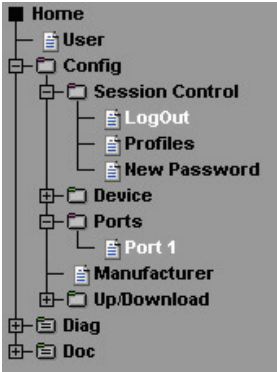 Home
User
Config
Session Control
LogOut
Profiles
New Password
Device
Ports
Port 1
Manufacturer
Up/Download
Diag
Doc